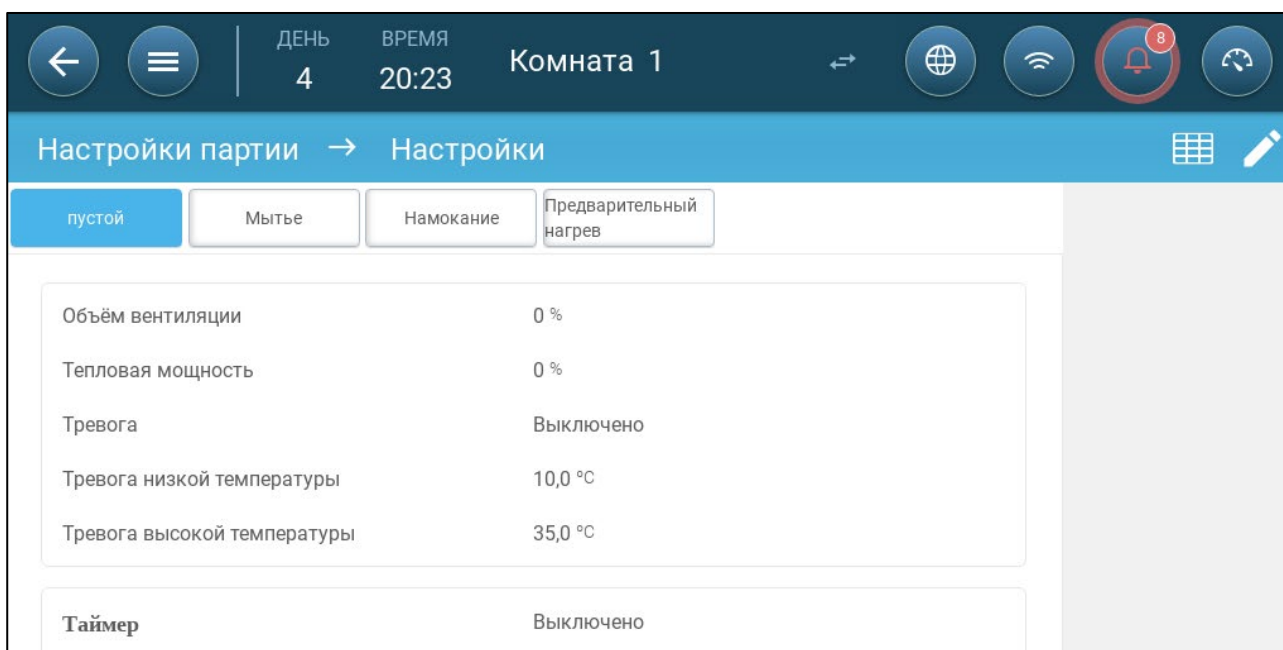 ДЕНЬ ВРЕМЯ
4 20:23 Комната 1 8
Настройки партии → Настройки
пустой Мытье Намокание Предварительный
нагрев
Объём вентиляции 0 %
Тепловая мощность 0 %
Тревога Выключено
Тревога низкой температуры 10,0 °C
Тревога высокой температуры 35,0 °C
Таймер Выключено